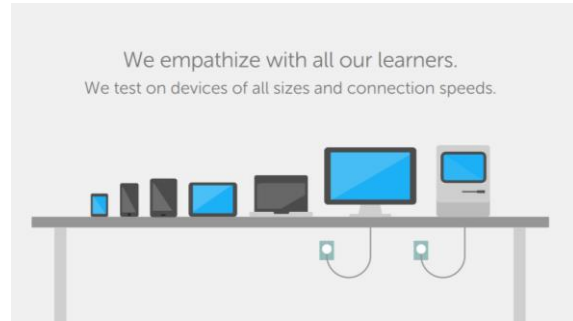 We empathize with all our learners.
We test on devices of all sizes and connection speeds.